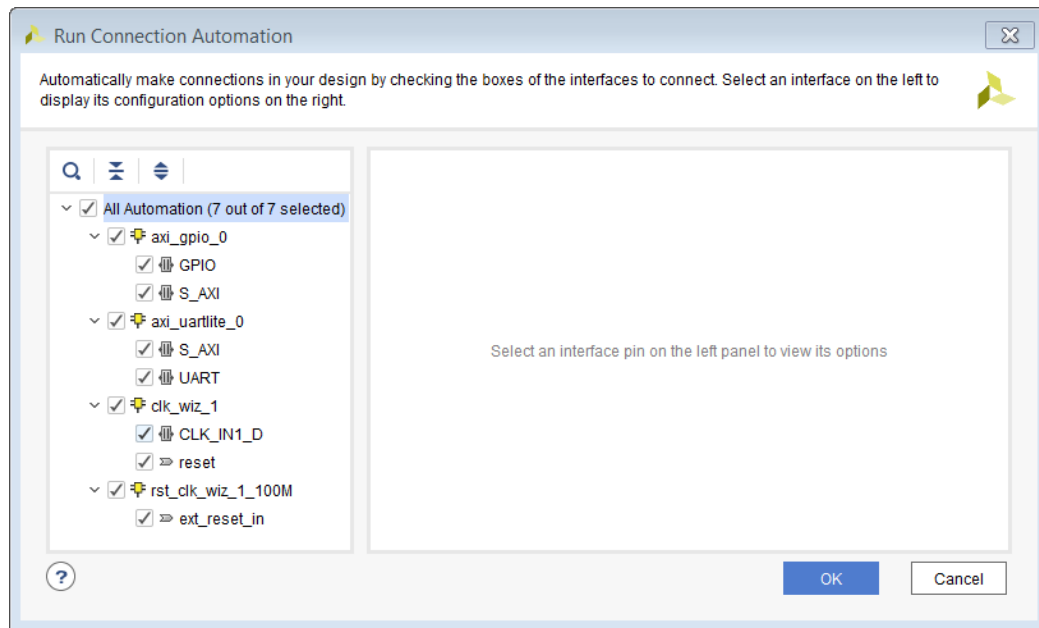 Run Connection Automation
Automatically make connections in your design by checking the boxes of the interfaces to connect. Select an interface on the left to
display its configuration options on the right.
All Automation (7 out of 7 selected)
axi_gpio_0
GPIO
S_AXI
axi_uartlite_0
S_AXI
Select an interface pin on the left panel to view its options
UART
clk_wiz_1
CLK_IN1_D
reset
rst_clk_wiz_1_100M
ext_reset_in
?
OK
Cancel